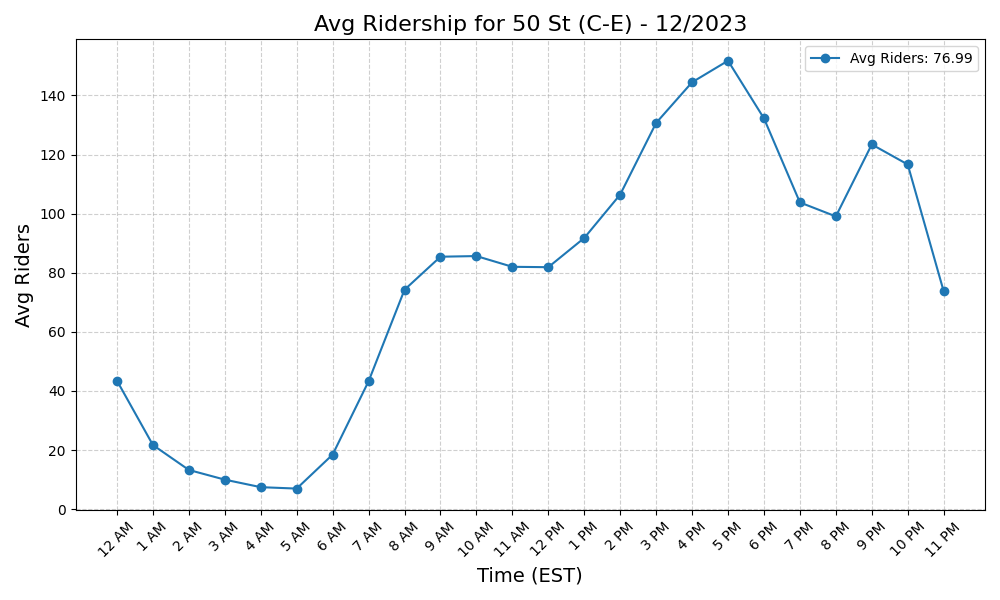 Avg Ridership for 50 St (C-E) - 12/2023
Avg Riders: 76.99
Avg Riders
140
120
100
80
60
40
20
0
12 AM
1 AM
2 AM
3 AM
4 AM
5 AM
6 AM
7 AM
8 AM
9 AM
10 AM
11 AM
12 PM
1 PM
2 PM
3 PM
4 PM
5 PM
6 PM
7 PM
8 PM
9 PM
10 PM
11 PM
Time (EST)